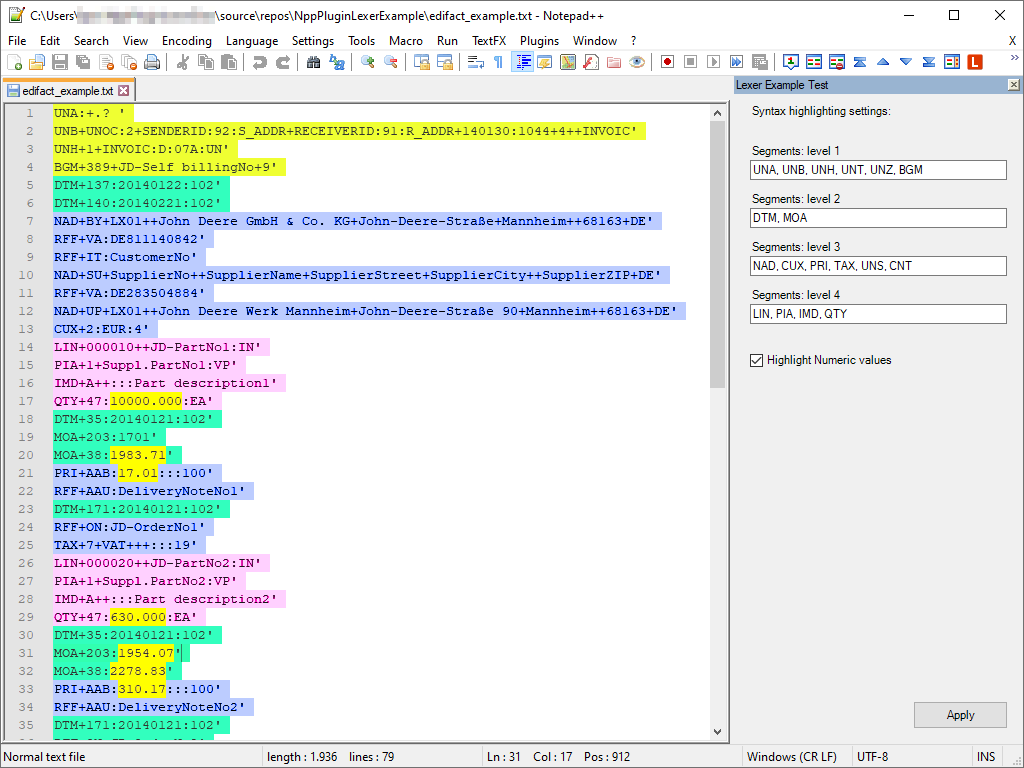 C:\Users\ \source\repos\NppPluginLexerExample\edifact_example.txt - Notepad++
File Edit Search View Encoding Language Settings Tools Macro Run TextFX Plugins Window ? X
edifact_example.txt
Lexer Example Test
1 UNA:+.? '
2 UNB+UNOC:2+SENDERID:92:S_ADDR+RECEIVERID:91:R_ADDR+140130:1044+4++INVOIC'
3 UNH+1+INVOIC:D:07A:UN'
4 BGM+389+JD-Self billingNo+9'
5 DTM+137:20140122:102'
6 DTM+140:20140221:102'
7 NAD+BY+LX01++John Deere GmbH & Co. KG+John-Deere-Straße+Mannheim++68163+DE'
8 RFF+VA:DE811140842'
9 RFF+IT:CustomerNo'
10 NAD+SU+SupplierNo++SupplierName+SupplierStreet+SupplierCity++SupplierZIP+DE'
11 RFF+VA:DE283504884'
12 NAD+UP+LX01++John Deere Werk Mannheim+John-Deere-Straße 90+Mannheim++68163+DE'
13 CUX+2:EUR:4'
14 LIN+000010++JD-PartNo1:IN'
15 PIA+1+Suppl.PartNo1:VP'
16 IMD+A++:::Part description1'
17 QTY+47:10000.000:EA'
18 DTM+35:20140121:102'
19 MOA+203:1701'
20 MOA+38:1983.71'
21 PRI+AAB:17.01:::100'
22 RFF+AAU:DeliveryNoteNo1'
23 DTM+171:20140121:102'
24 RFF+ON:JD-OrderNo1'
25 TAX+7+VAT+++:::19'
26 LIN+000020++JD-PartNo2:IN'
27 PIA+1+Suppl.PartNo2:VP'
28 IMD+A++:::Part description2'
29 QTY+47:630.000:EA'
30 DTM+35:20140121:102'
31 MOA+203:1954.07'
32 MOA+38:2278.83'
33 PRI+AAB:310.17:::100'
34 RFF+AAU:DeliveryNoteNo2'
35 DTM+171:20140121:102'
Syntax highlighting settings:
Segments: level 1
UNA, UNB, UNH, UNT, UNZ, BGM
Segments: level 2
DTM, MOA
Segments: level 3
NAD, CUX, PRI, TAX, UNS, CNT
Segments: level 4
LIN, PIA, IMD, QTY
Highlight Numeric values
Apply
Normal text file length : 1.936 lines : 79 Ln : 31 Col : 17 Pos : 912 Windows (CR LF) UTF-8 INS